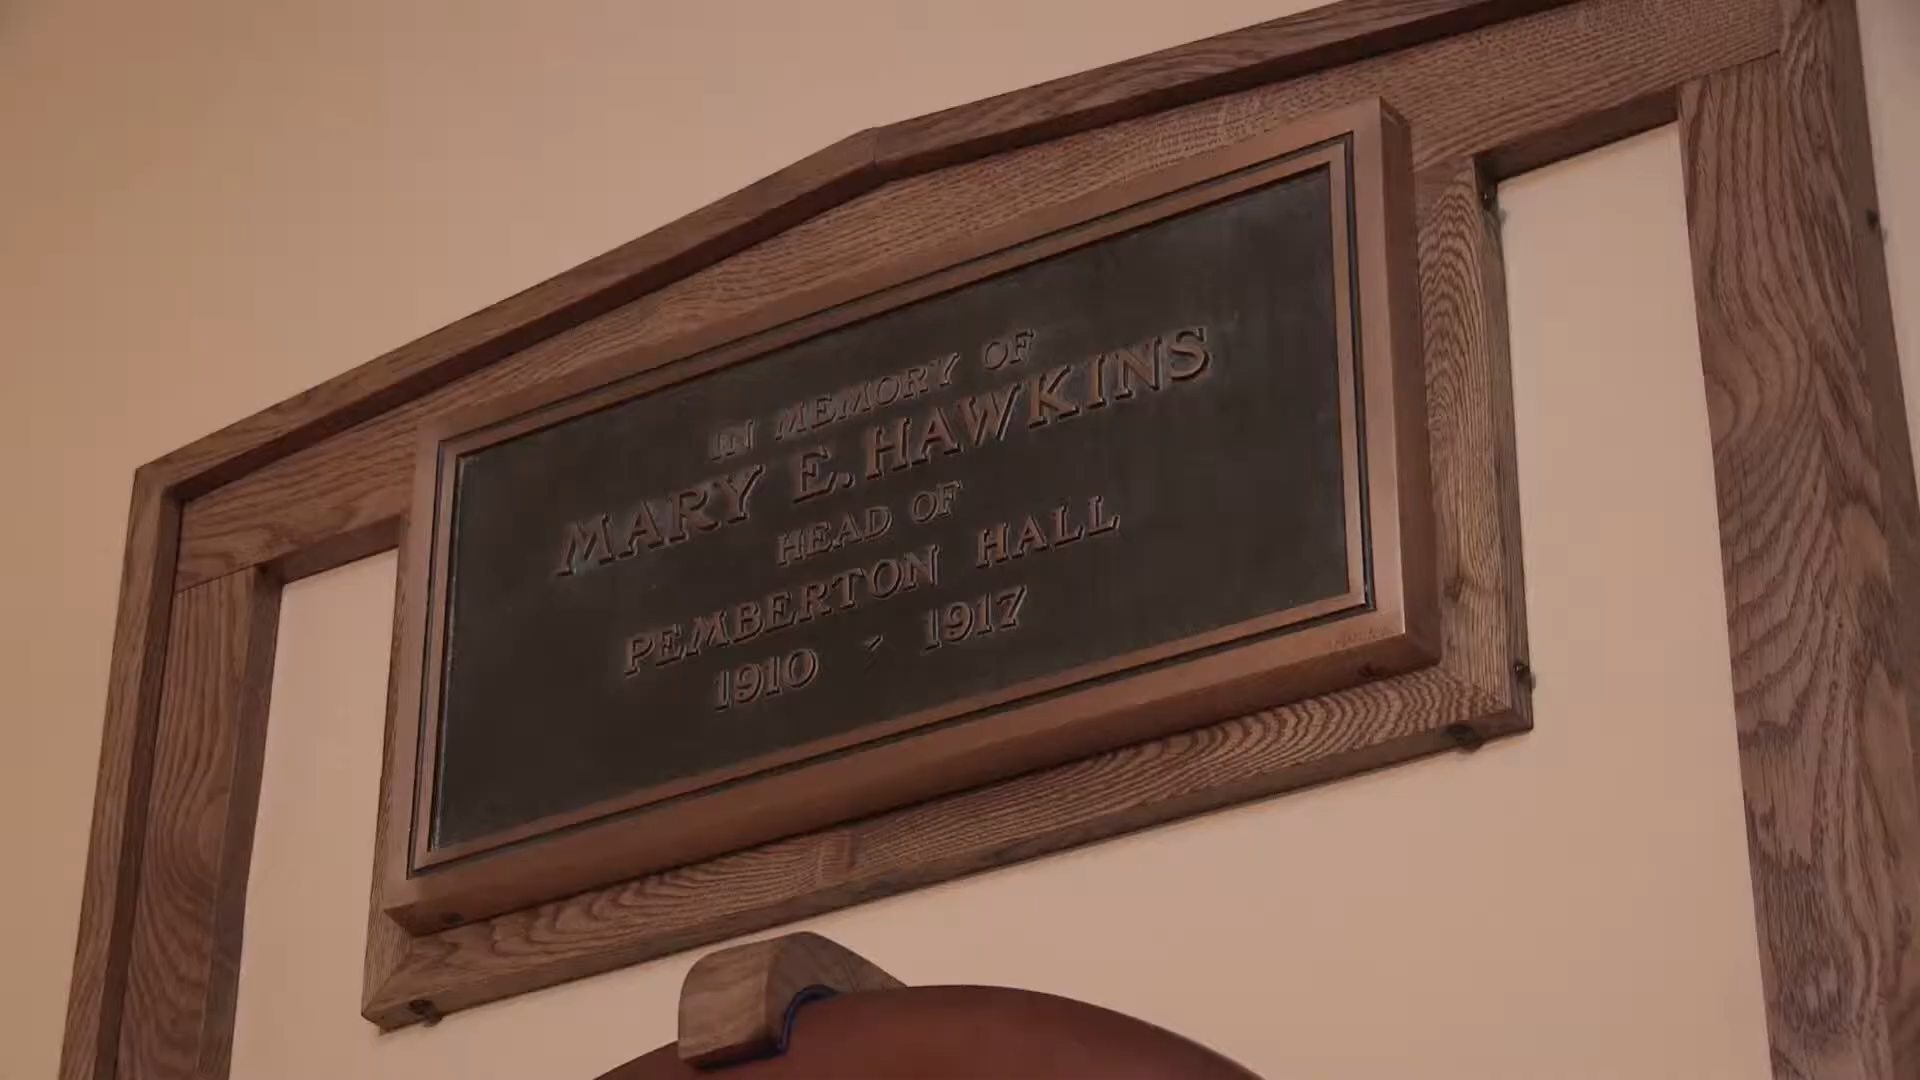 IN MEMORY OF
MARY E. HAWKINS
HEAD OF
PEMBERTON HALL
1910 - 1917